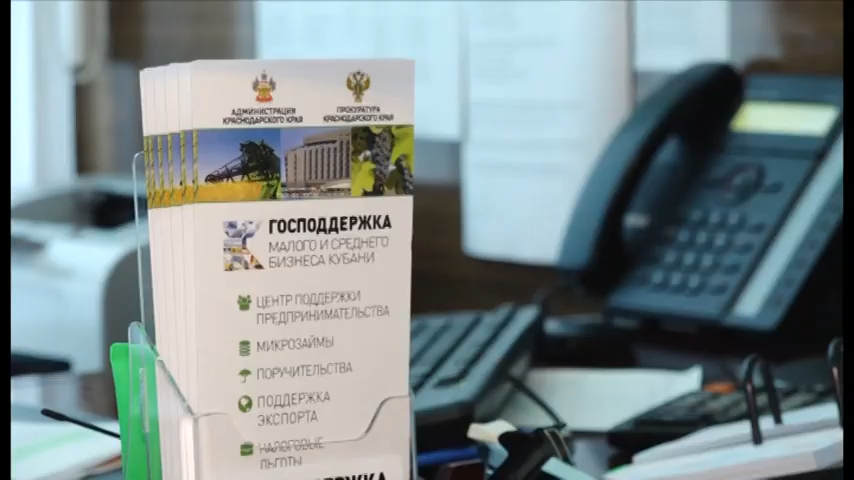 АДМИНИСТРАЦИЯ
КРАСНОДАРСКОГО КРАЯ
ПРОКУРАТУРА
КРАСНОДАРСКОГО КРАЯ
ГОСПОДДЕРЖКА
МАЛОГО И СРЕДНЕГО
БИЗНЕСА КУБАНИ
ЦЕНТР ПОДДЕРЖКИ
ПРЕДПРИНИМАТЕЛЬСТВА
МИКРОЗАЙМЫ
ПОРУЧИТЕЛЬСТВА
ПОДДЕРЖКА
ЭКСПОРТА
НАЛОГОВЫЕ
ЛЬГОТЫ